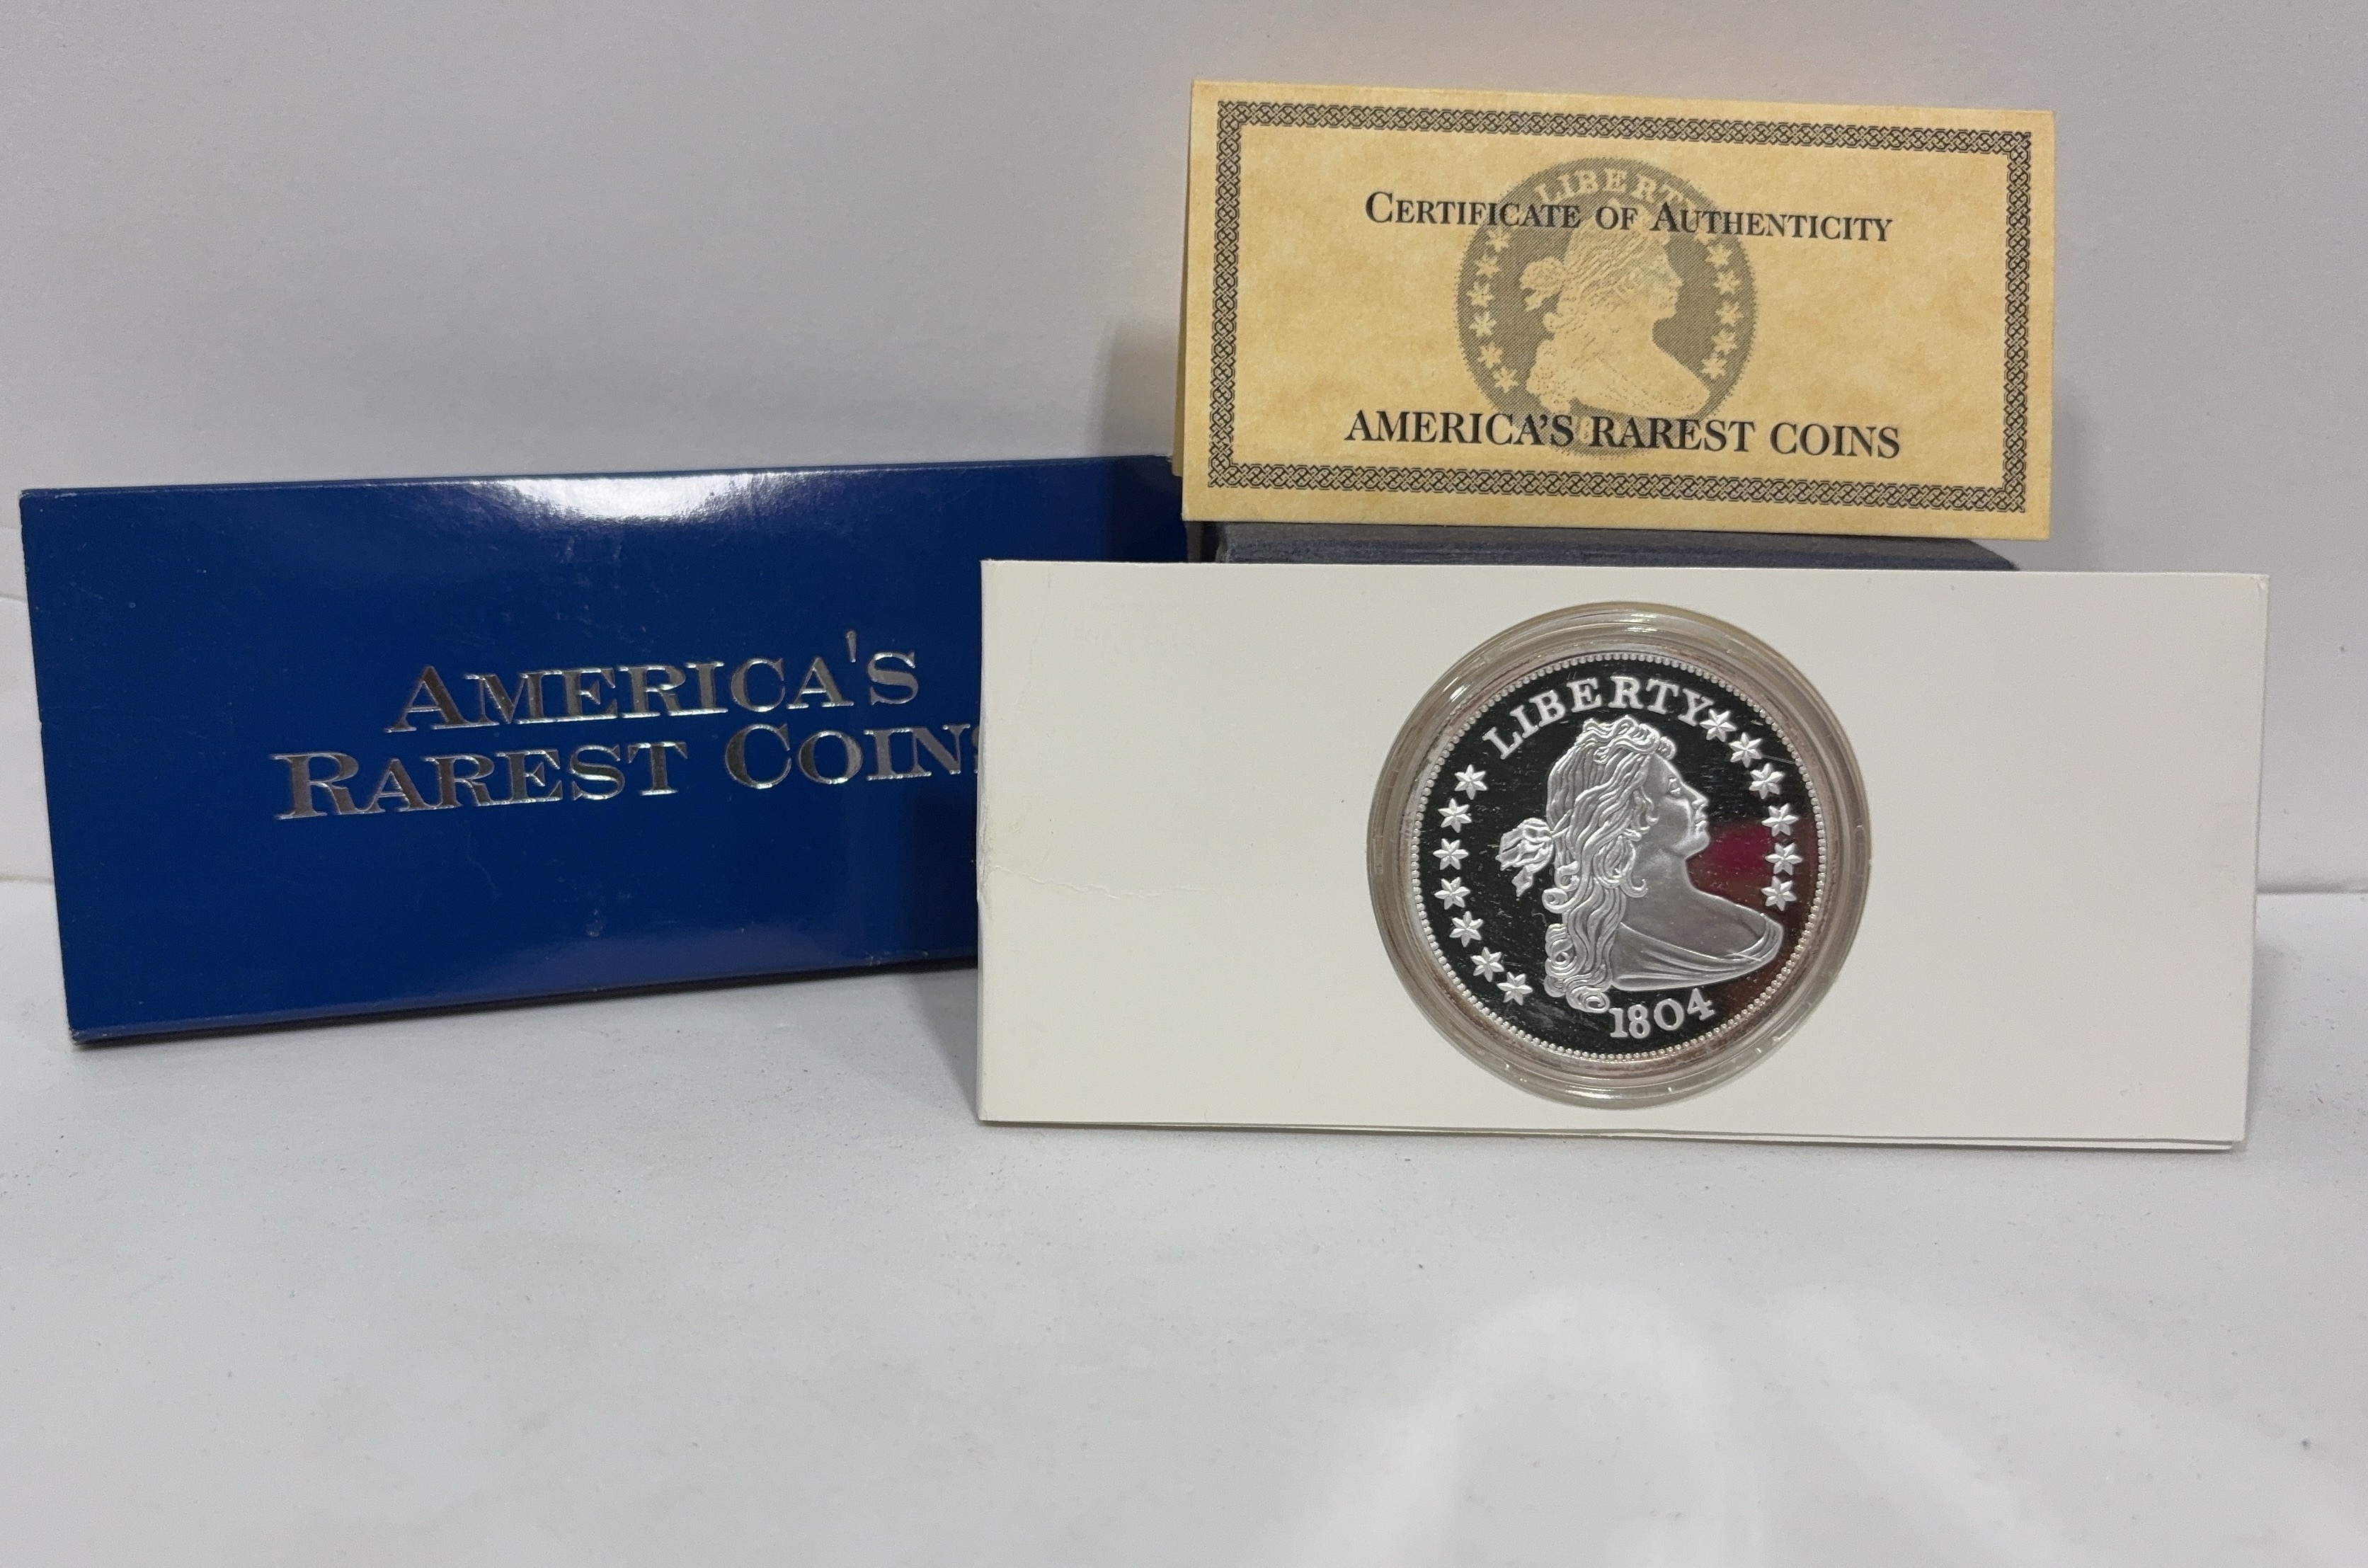 LIBERTY
CERTIFICATE OF AUTHENTICITY
AMERICA'S RAREST COINS
AMERICA'S
RAREST COINS
LIBERTY
1804